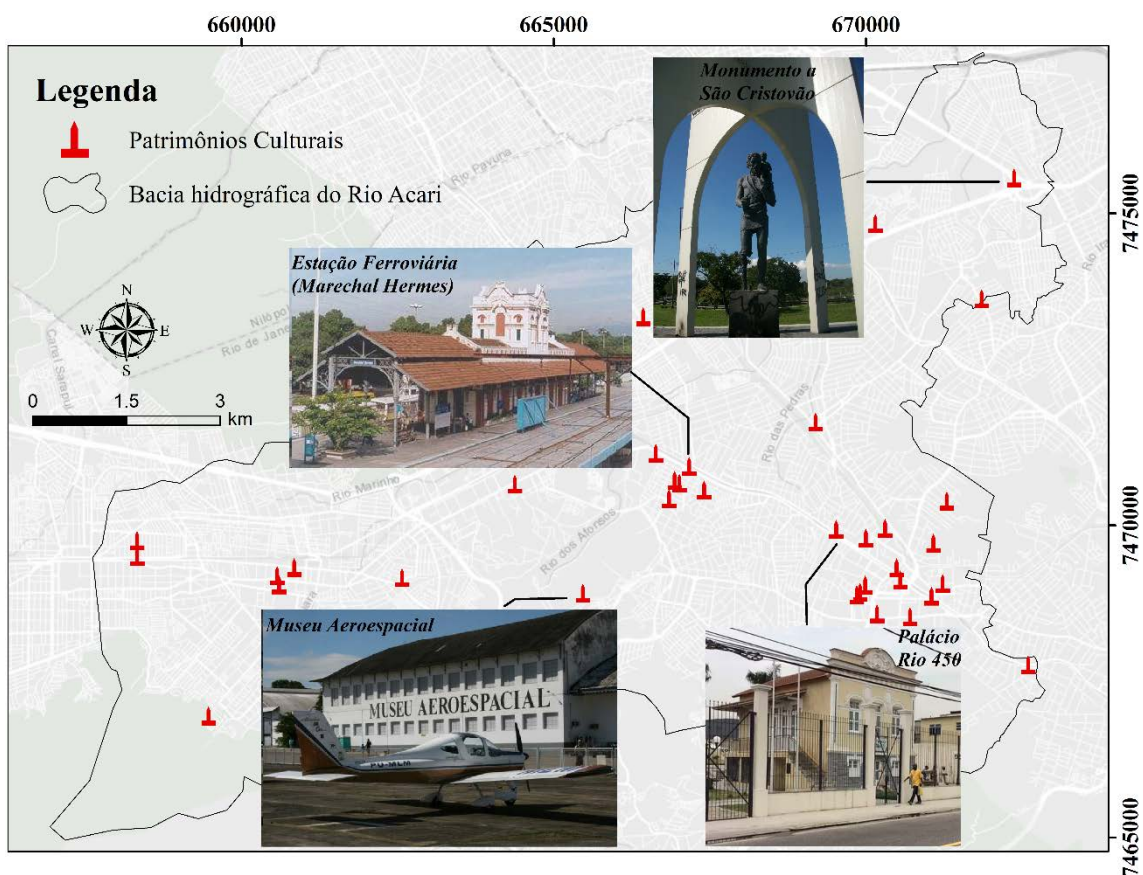 660000
665000
670000
Legenda
Patrimônios Culturais
Bacia hidrográfica do Rio Acari
Monumento a
São Cristovão
Rio Pavuna
7475000
Estação Ferroviária
(Marechal Hermes)
N
W
E
S
0
1.5
3
km
Rio das Pedras
Rio Marinho
Rio dos Afonsos
7470000
Museu Aeroespacial
MUSEU AEROESPACIAL
Palácio
Rio 450
7465000